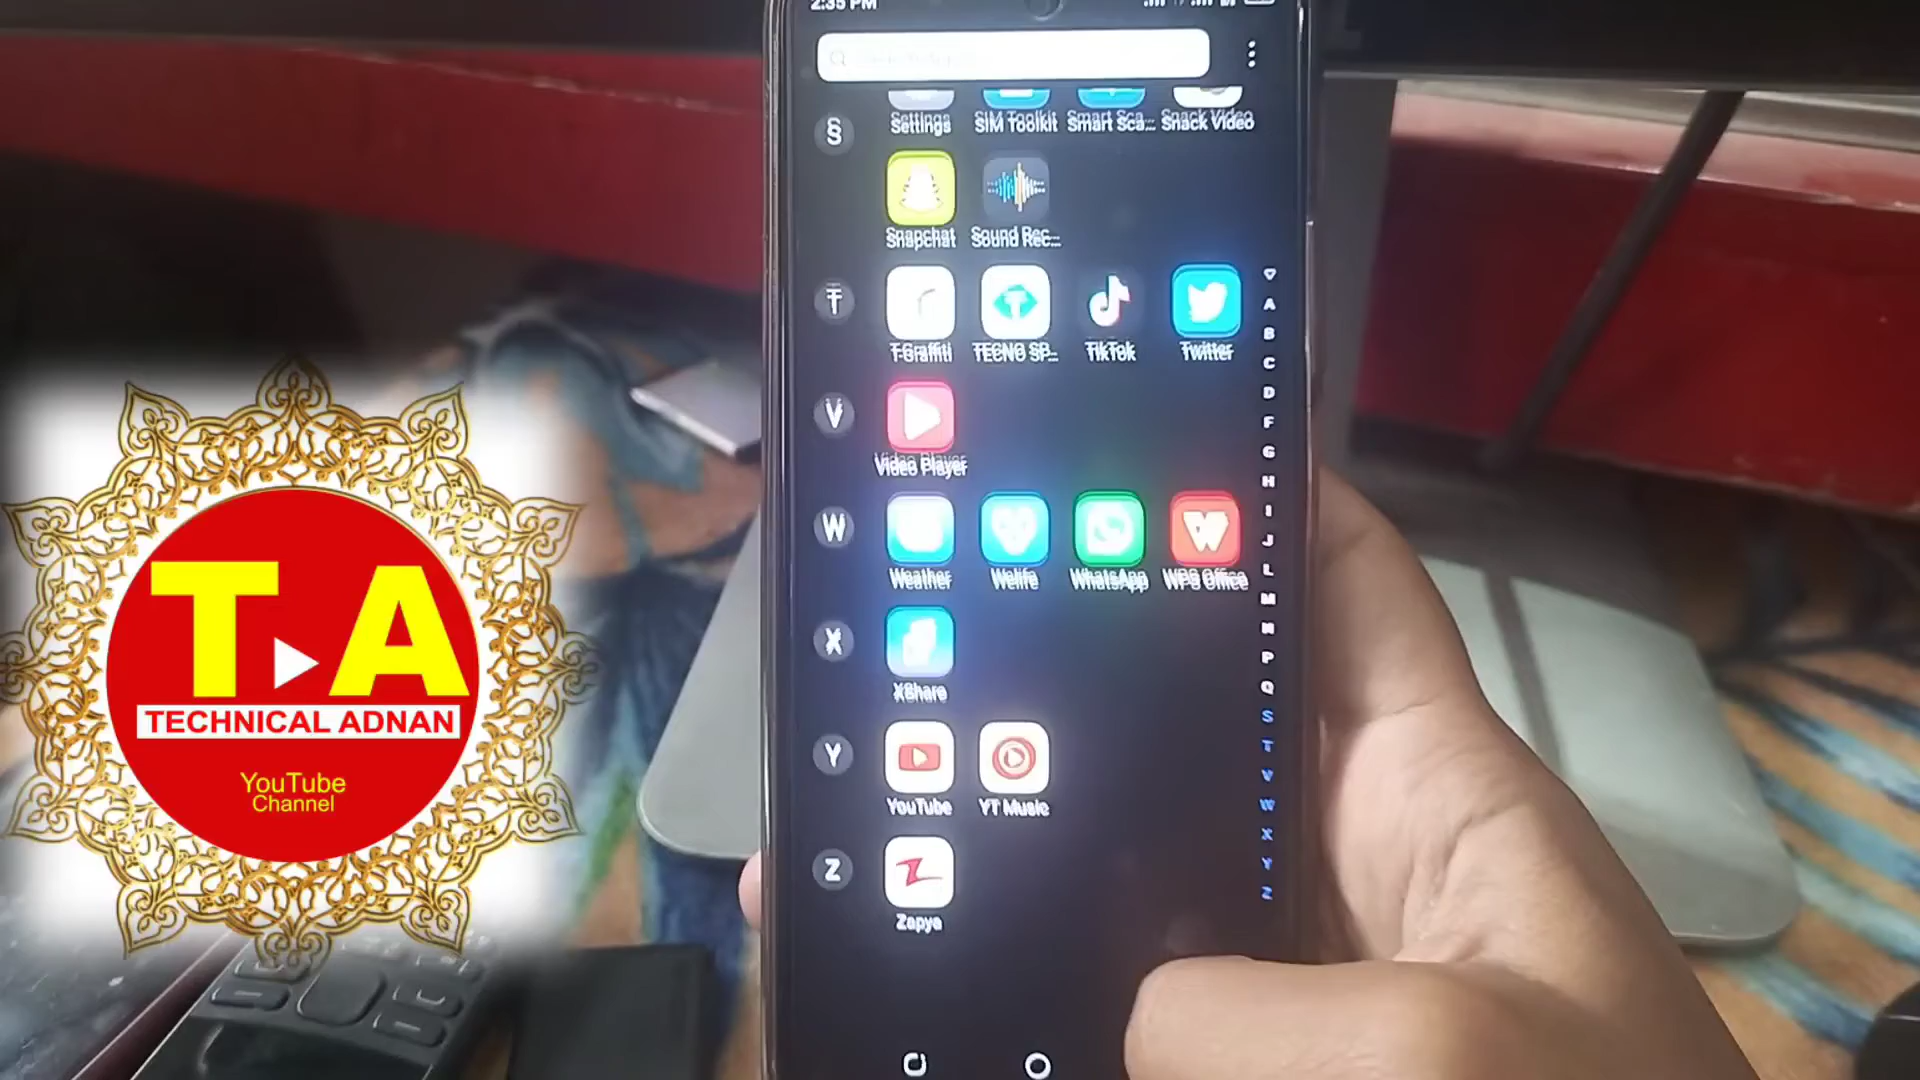 2:35 PM
S
Settings
SIM Toolkit
Smart Sca...
Snack Video
Snapchat
Sound Rec...
T
T-Graffiti
TECNO SP...
TikTok
Twitter
V
Video Player
W
Weather
Welife
WhatsApp
WPS Office
X
XShare
Y
YouTube
YT Music
Z
Zapya
A
B
C
D
F
G
H
I
J
L
M
N
P
Q
S
T
V
W
X
Y
Z
T A
TECHNICAL ADNAN
YouTube
Channel